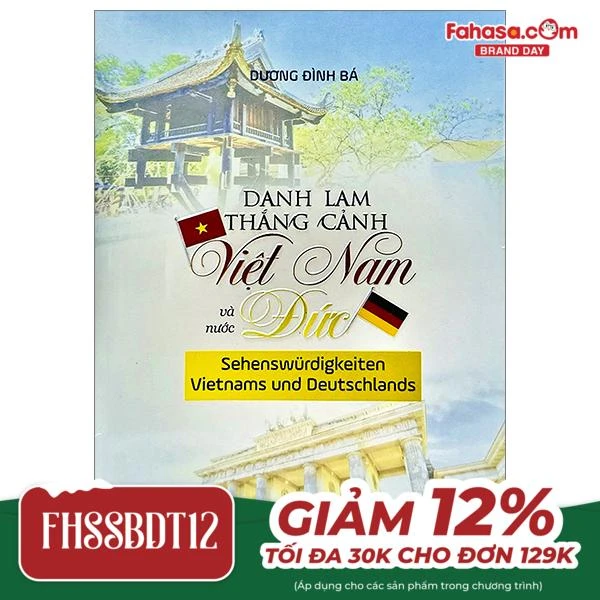 Fahasa.com
BRAND DAY
DƯƠNG ĐÌNH BÁ
DANH LAM
THẮNG CẢNH
Việt Nam
và
nước
Đức
Sehenswürdigkeiten
Vietnams und Deutschlands
FHSSBDT12
GIẢM 12%
TỐI ĐA 30K CHO ĐƠN 129K
(Áp dụng cho các sản phẩm trong chương trình)